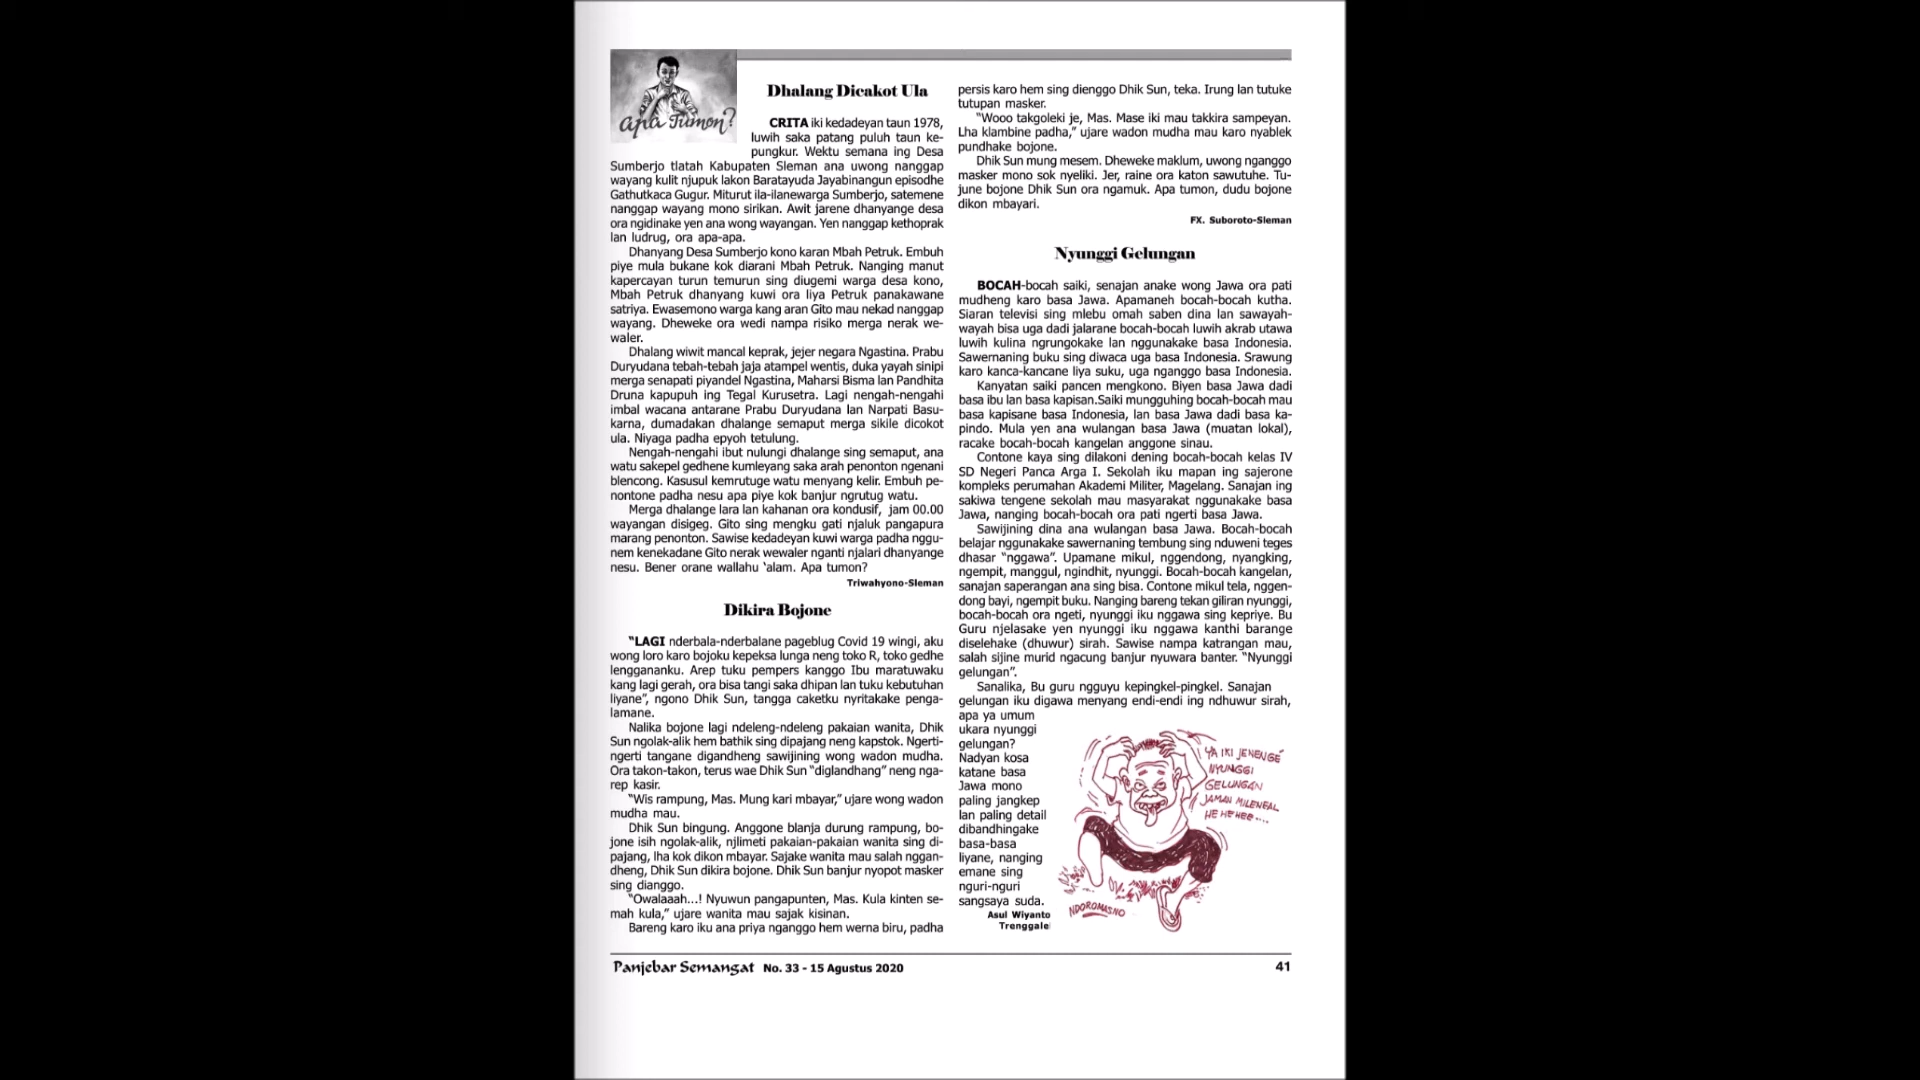 apa Tumon?
Dhalang Dicakot Ula
CRITA iki kedadeyan taun 1978,
luwih saka patang puluh taun ke-
pungkur. Wektu semana ing Desa
Sumberjo tlatah Kabupaten Sleman ana uwong nanggap
wayang kulit njupuk lakon Baratayuda Jayabinangun episodhe
Gathutkaca Gugur. Miturut ila-ilanewarga Sumberjo, satemene
nanggap wayang mono sirikan. Awit jarene dhanyange desa
ora ngidinake yen ana wong wayangan. Yen nanggap kethoprak
lan ludrug, ora apa-apa.
Dhanyang Desa Sumberjo kono karan Mbah Petruk. Embuh
piye mula bukane kok diarani Mbah Petruk. Nanging manut
kapercayan turun temurun sing diugemi warga desa kono,
Mbah Petruk dhanyang kuwi ora liya Petruk panakawane
satriya. Ewasemono warga kang aran Gito mau nekad nanggap
wayang. Dheweke ora wedi nampa risiko merga nerak we-
waler.
Dhalang wiwit mancal keprak, jejer negara Ngastina. Prabu
Duryudana tebah-tebah jaja atampel wentis, duka yayah sinipi
merga senapati piyandel Ngastina, Maharsi Bisma lan Pandhita
Druna kapupuh ing Tegal Kurusetra. Lagi nengah-nengahi
imbal wacana antarane Prabu Duryudana lan Narpati Basu-
karna, dumadakan dhalange semaput merga sikile dicokot
ula. Niyaga padha epyoh tetulung.
Nengah-nengahi ibut nulungi dhalange sing semaput, ana
watu sakepel gedhene kumleyang saka arah penonton ngenani
blencong. Kasusul kemrutuge watu menyang kelir. Embuh pe-
nontone padha nesu apa piye kok banjur ngrutug watu.
Merga dhalange lara lan kahanan ora kondusif, jam 00.00
wayangan disigeg. Gito sing mengku gati njaluk pangapura
marang penonton. Sawise kedadeyan kuwi warga padha nggu-
nem kenekadane Gito nerak wewaler nganti njalari dhanyange
nesu. Bener orane wallahu ‘alam. Apa tumon?
Triwahyono-Sleman
Dikira Bojone
“LAGI nderbala-nderbalane pageblug Covid 19 wingi, aku
wong loro karo bojoku kepeksa lunga neng toko R, toko gedhe
lenggananku. Arep tuku pempers kanggo Ibu maratuwaku
kang lagi gerah, ora bisa tangi saka dhipan lan tuku kebutuhan
liyane”, ngono Dhik Sun, tangga caketku nyritakake penga-
lamane.
Nalika bojone lagi ndeleng-ndeleng pakaian wanita, Dhik
Sun ngolak-alik hem bathik sing dipajang neng kapstok. Ngerti-
ngerti tangane digandheng sawijining wong wadon mudha.
Ora takon-takon, terus wae Dhik Sun “diglandhang” neng nga-
rep kasir.
“Wis rampung, Mas. Mung kari mbayar,” ujare wong wadon
mudha mau.
Dhik Sun bingung. Anggone blanja durung rampung, bo-
jone isih ngolak-alik, njlimeti pakaian-pakaian wanita sing di-
pajang, lha kok dikon mbayar. Sajake wanita mau salah nggan-
dheng, Dhik Sun dikira bojone. Dhik Sun banjur nyopot masker
sing dianggo.
“Owalaaah...! Nyuwun pangapunten, Mas. Kula kinten se-
mah kula,” ujare wanita mau sajak kisinan.
Bareng karo iku ana priya nganggo hem werna biru, padha
persis karo hem sing dienggo Dhik Sun, teka. Irung lan tutuke
tutupan masker.
“Wooo takgoleki je, Mas. Mase iki mau takkira sampeyan.
Lha klambine padha,” ujare wadon mudha mau karo nyablek
pundhake bojone.
Dhik Sun mung mesem. Dheweke maklum, uwong nganggo
masker mono sok nyeliki. Jer, raine ora katon sawutuhe. Tu-
june bojone Dhik Sun ora ngamuk. Apa tumon, dudu bojone
dikon mbayari.
FX. Suboroto-Sleman
Nyunggi Gelungan
BOCAH-bocah saiki, senajan anake wong Jawa ora pati
mudheng karo basa Jawa. Apamaneh bocah-bocah kutha.
Siaran televisi sing mlebu omah saben dina lan sawayah-
wayah bisa uga dadi jalarane bocah-bocah luwih akrab utawa
luwih kulina ngrungokake lan nggunakake basa Indonesia.
Sawernaning buku sing diwaca uga basa Indonesia. Srawung
karo kanca-kancane liya suku, uga nganggo basa Indonesia.
Kanyatan saiki pancen mengkono. Biyen basa Jawa dadi
basa ibu lan basa kapisan.Saiki mungguhing bocah-bocah mau
basa kapisane basa Indonesia, lan basa Jawa dadi basa ka-
pindo. Mula yen ana wulangan basa Jawa (muatan lokal),
racake bocah-bocah kangelan anggone sinau.
Contone kaya sing dilakoni dening bocah-bocah kelas IV
SD Negeri Panca Arga I. Sekolah iku mapan ing sajerone
kompleks perumahan Akademi Militer, Magelang. Sanajan ing
sakiwa tengene sekolah mau masyarakat nggunakake basa
Jawa, nanging bocah-bocah ora pati ngerti basa Jawa.
Sawijining dina ana wulangan basa Jawa. Bocah-bocah
belajar nggunakake sawernaning tembung sing nduweni teges
dhasar “nggawa”. Upamane mikul, nggendong, nyangking,
ngempit, manggul, ngindhit, nyunggi. Bocah-bocah kangelan,
sanajan saperangan ana sing bisa. Contone mikul tela, nggen-
dong bayi, ngempit buku. Nanging bareng tekan giliran nyunggi,
bocah-bocah ora ngeti, nyunggi iku nggawa sing kepriye. Bu
Guru njelasake yen nyunggi iku nggawa kanthi barange
diselehake (dhuwur) sirah. Sawise nampa katrangan mau,
salah sijine murid ngacung banjur nyuwara banter. “Nyunggi
gelungan”.
Sanalika, Bu guru ngguyu kepingkel-pingkel. Sanajan
gelungan iku digawa menyang endi-endi ing ndhuwur sirah,
apa ya umum
ukara nyunggi
gelungan?
Nadyan kosa
katane basa
Jawa mono
paling jangkep
lan paling detail
dibandhingake
basa-basa
liyane, nanging
emane sing
nguri-nguri
sangsaya suda.
Asul Wiyanto
Trenggale
YA IKI JENENGÉ
NYUNGGI
GELUNGAN
JAMAN MILENEAL
HE HE HEE....
NDOROMASNO
Panjebar Semangat No. 33 - 15 Agustus 2020
41